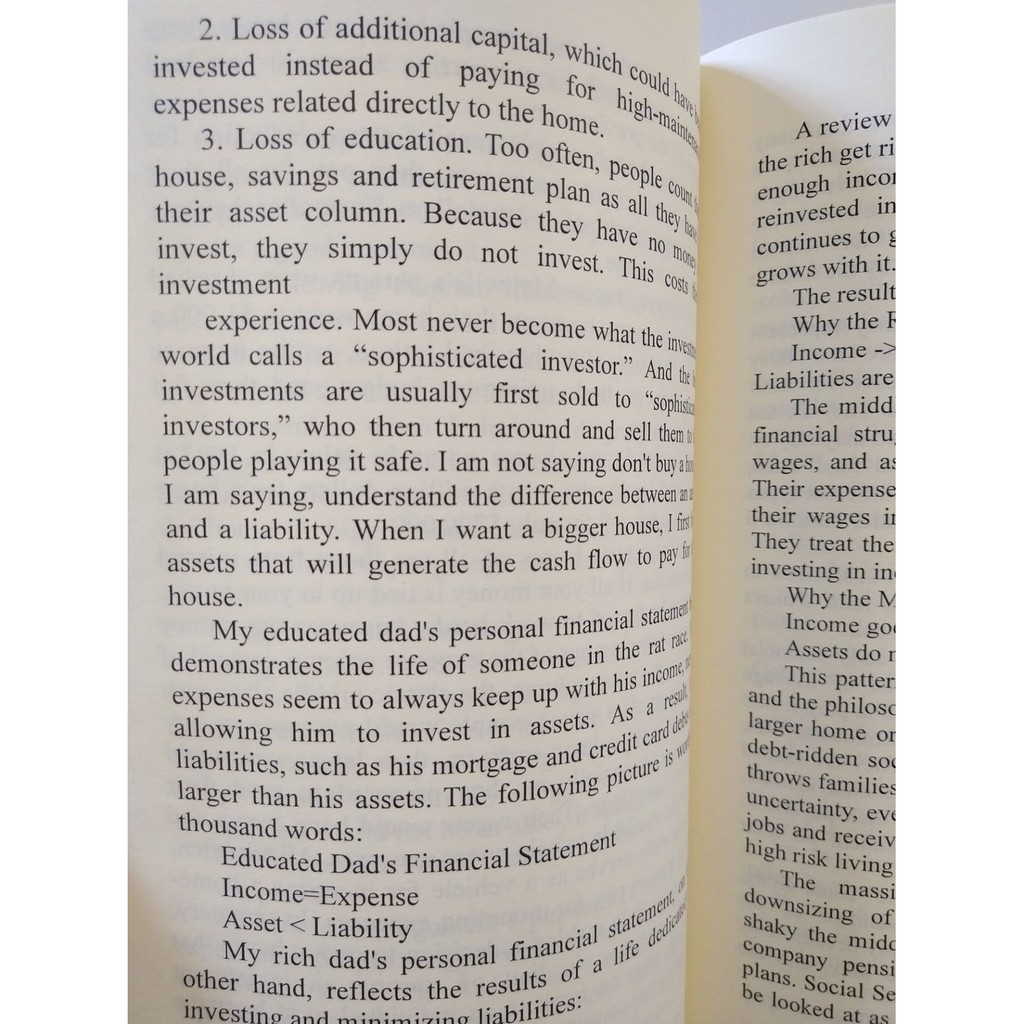 2. Loss of additional capital, which could have
invested instead of paying for high-mainten
expenses related directly to the home.
3. Loss of education. Too often, people count
house, savings and retirement plan as all they have
their asset column. Because they have no money
invest, they simply do not invest. This costs
investment
experience. Most never become what the invest
world calls a “sophisticated investor.” And the
investments are usually first sold to “sophistic
investors,” who then turn around and sell them to
people playing it safe. I am not saying don't buy a
I am saying, understand the difference between an
and a liability. When I want a bigger house, I first
assets that will generate the cash flow to pay for
house.
My educated dad's personal financial statement
demonstrates the life of someone in the rat race.
expenses seem to always keep up with his income,
allowing him to invest in assets. As a result,
liabilities, such as his mortgage and credit card debt
larger than his assets. The following picture is
thousand words:
Educated Dad's Financial Statement
Income=Expense
Asset < Liability
My rich dad's personal financial statement, on
other hand, reflects the results of a life dedicated
investing and minimizing liabilities:
A review
the rich get ri
enough incor
reinvested in
continues to g
grows with it.
The result
Why the R
Income ->
Liabilities are
The midd
financial stru
wages, and as
Their expense
their wages in
They treat the
investing in in
Why the M
Income go
Assets do n
This patter
and the philoso
larger home or
debt-ridden soc
throws families
uncertainty, eve
jobs and receiv
high risk living
The massi
downsizing of
shaky the midd
company pensi
plans. Social Se
be looked at as